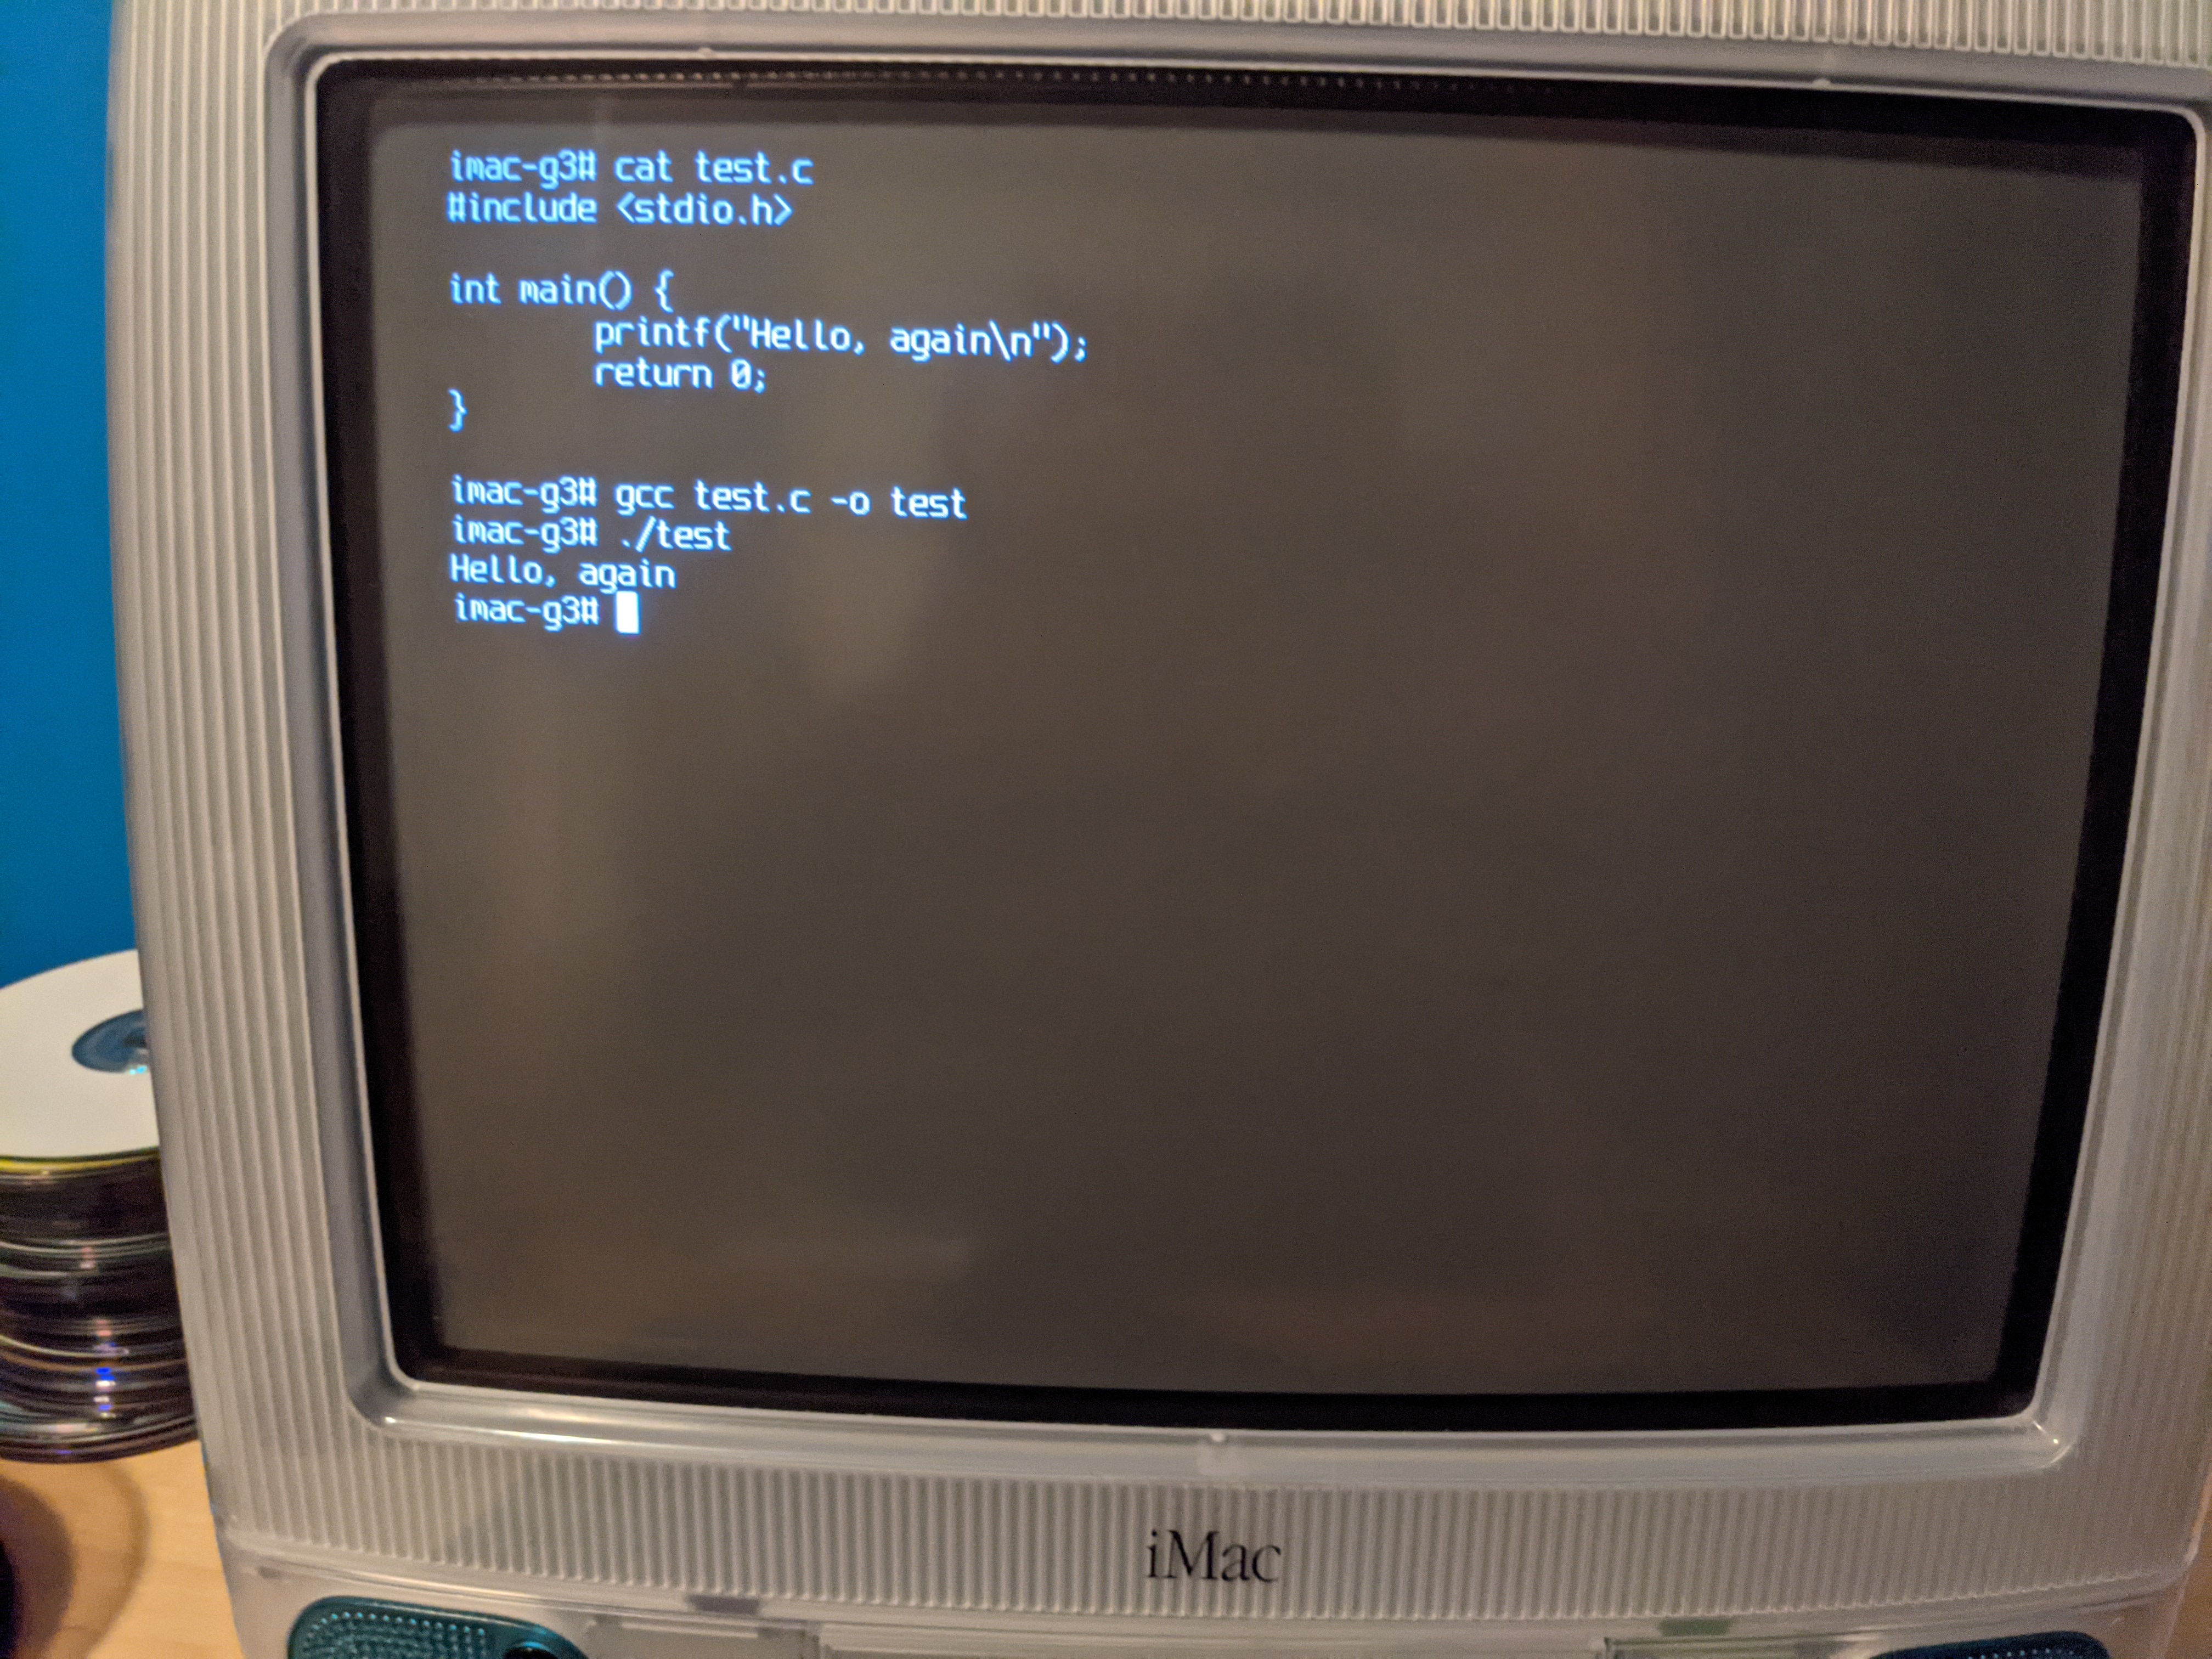 imac-g3# cat test.c
#include <stdio.h>
int main() {
printf("Hello, again\n");
return 0;
}
imac-g3# gcc test.c -o test
imac-g3# ./test
Hello, again
imac-g3#
iMac